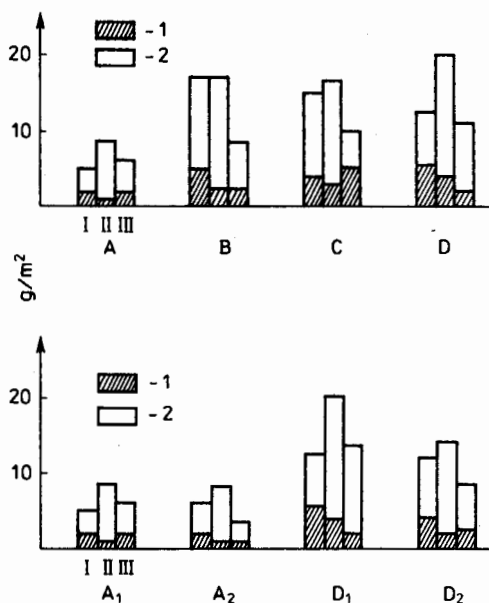 - 1
- 2
20
10
I II III
A B C D
g/m²
- 1
- 2
20
10
I II III
A₁ A₂ D₁ D₂